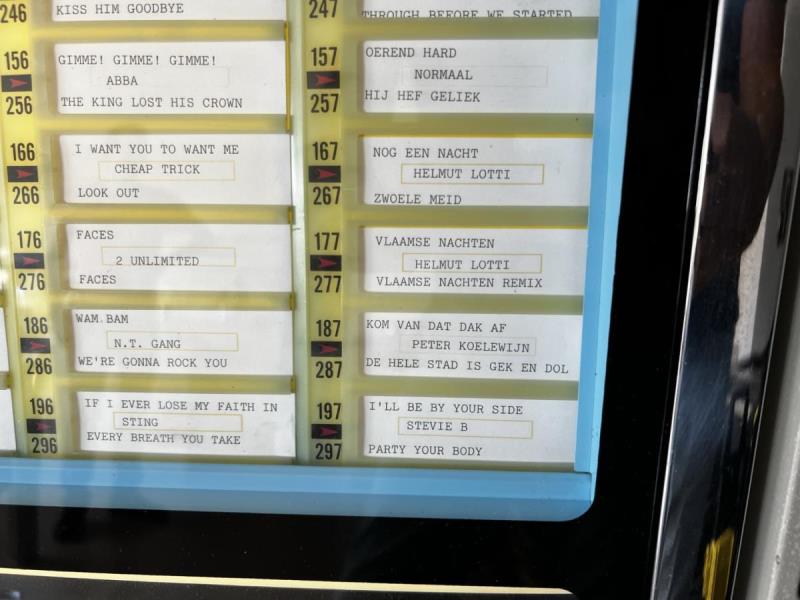 246
KISS HIM GOODBYE
156
GIMME! GIMME! GIMME!
ABBA
256
THE KING LOST HIS CROWN
166
I WANT YOU TO WANT ME
CHEAP TRICK
266
LOOK OUT
176
FACES
2 UNLIMITED
276
FACES
186
WAM BAM
N.T. GANG
286
WE'RE GONNA ROCK YOU
196
IF I EVER LOSE MY FAITH IN
STING
296
EVERY BREATH YOU TAKE
247
THROUGH BEFORE WE STARTED
157
OEREND HARD
NORMAAL
257
HIJ HEF GELIEK
167
NOG EEN NACHT
HELMUT LOTTI
267
ZWOELE MEID
177
VLAAMSE NACHTEN
HELMUT LOTTI
277
VLAAMSE NACHTEN REMIX
187
KOM VAN DAT DAK AF
PETER KOELEWIJN
287
DE HELE STAD IS GEK EN DOL
197
I'LL BE BY YOUR SIDE
STEVIE B
297
PARTY YOUR BODY